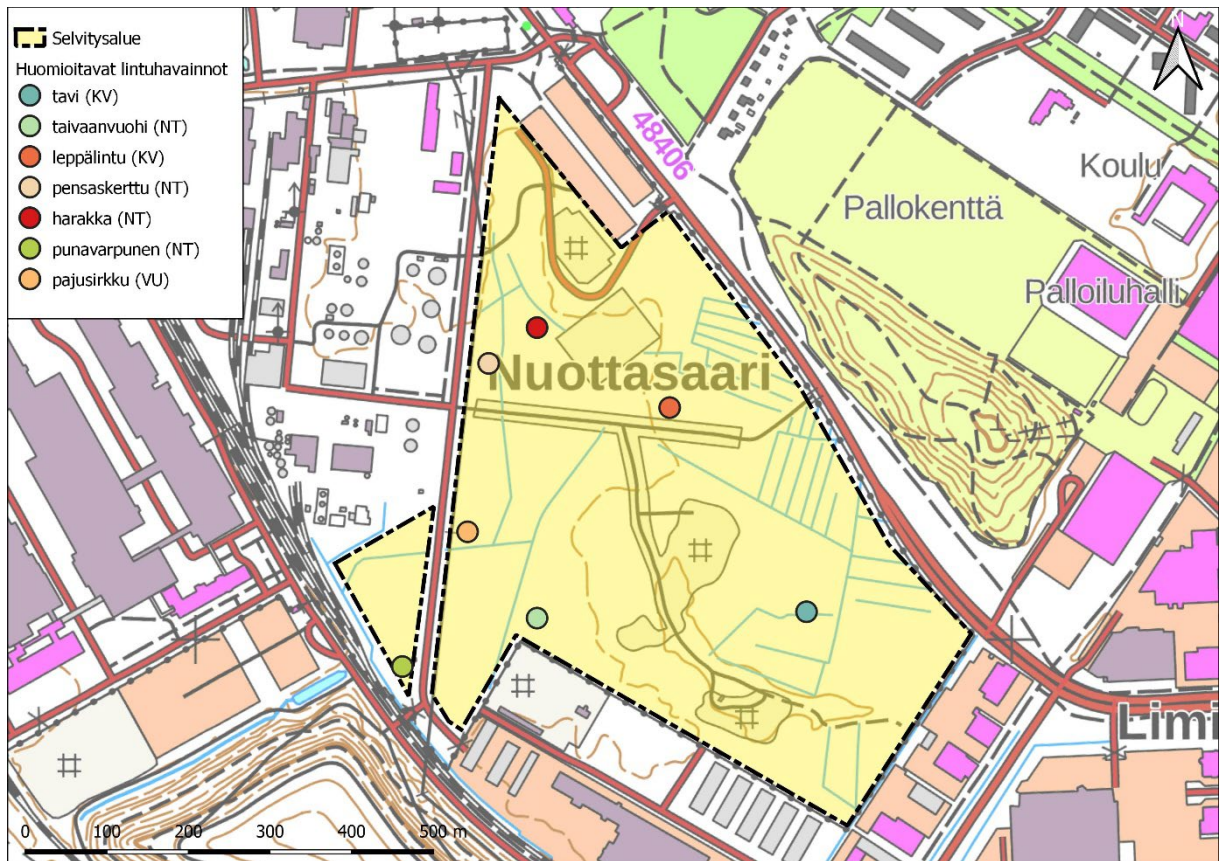 Selvitysalue
Huomioitavat lintuhavainnot
tavi (KV)
taivaanvuohi (NT)
leppälintu (KV)
pensaskerttu (NT)
harakka (NT)
punavarpunen (NT)
pajusirkku (VU)
N
48406
Koulu
Pallokenttä
Palloiluhalli
Nuottasaari
Limi
0 100 200 300 400 500 m